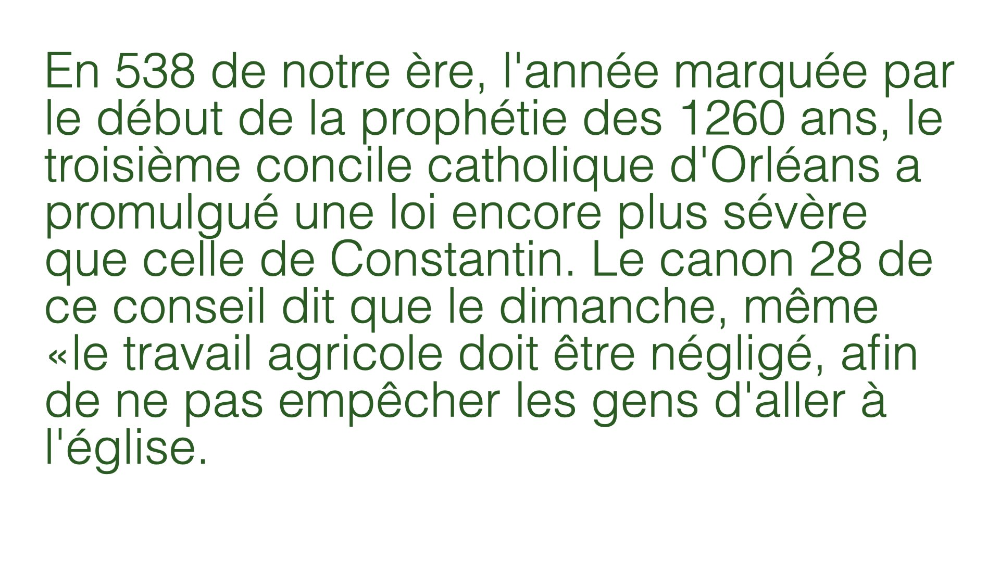 En 538 de notre ère, l'année marquée par
le début de la prophétie des 1260 ans, le
troisième concile catholique d'Orléans a
promulgué une loi encore plus sévère
que celle de Constantin. Le canon 28 de
ce conseil dit que le dimanche, même
«le travail agricole doit être négligé, afin
de ne pas empêcher les gens d'aller à
l'église.